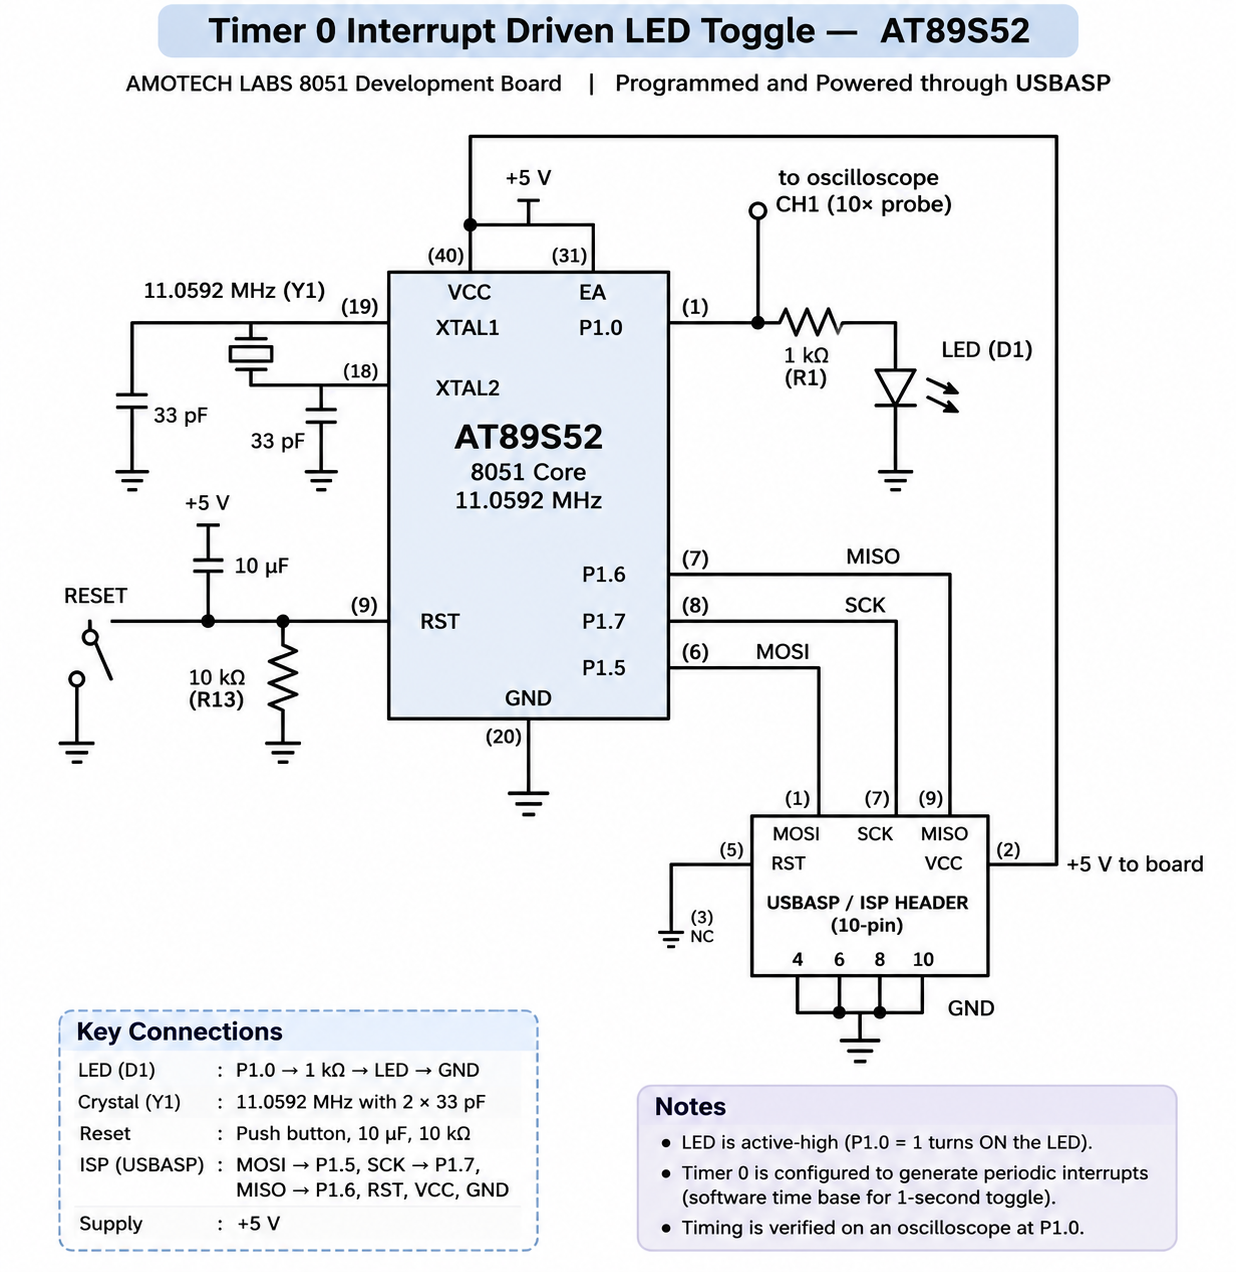 Timer 0 Interrupt Driven LED Toggle — AT89S52
AMOTECH LABS 8051 Development Board | Programmed and Powered through USBASP
+5 V
to oscilloscope
CH1 (10× probe)
(40)
(31)
11.0592 MHz (Y1)
(19)
VCC
EA
(1)
XTAL1
P1.0
1 kΩ
(R1)
LED (D1)
(18)
XTAL2
33 pF
33 pF
AT89S52
8051 Core
11.0592 MHz
+5 V
10 µF
RESET
(9)
RST
10 kΩ
(R13)
P1.6
(7)
MISO
P1.7
(8)
SCK
P1.5
(6)
MOSI
GND
(20)
(1)
(7)
(9)
MOSI
SCK
MISO
(5)
RST
VCC
(2)
+5 V to board
USBASP / ISP HEADER
(10-pin)
(3)
NC
4
6
8
10
GND
Key Connections
LED (D1) : P1.0 → 1 kΩ → LED → GND
Crystal (Y1) : 11.0592 MHz with 2 × 33 pF
Reset : Push button, 10 µF, 10 kΩ
ISP (USBASP) : MOSI → P1.5, SCK → P1.7,
MISO → P1.6, RST, VCC, GND
Supply : +5 V
Notes
• LED is active-high (P1.0 = 1 turns ON the LED).
• Timer 0 is configured to generate periodic interrupts
(software time base for 1-second toggle).
• Timing is verified on an oscilloscope at P1.0.